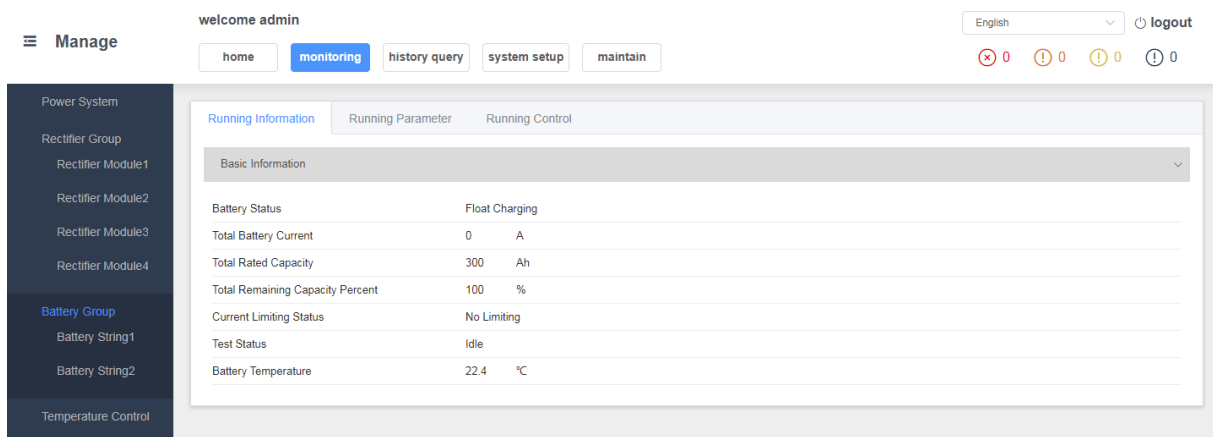 welcome admin
English
logout
Manage
home monitoring history query system setup maintain
0 0 0 0
Power System
Rectifier Group
Rectifier Module1
Rectifier Module2
Rectifier Module3
Rectifier Module4
Battery Group
Battery String1
Battery String2
Temperature Control
Running Information Running Parameter Running Control
Basic Information
Battery Status Float Charging
Total Battery Current 0 A
Total Rated Capacity 300 Ah
Total Remaining Capacity Percent 100 %
Current Limiting Status No Limiting
Test Status Idle
Battery Temperature 22.4 ℃